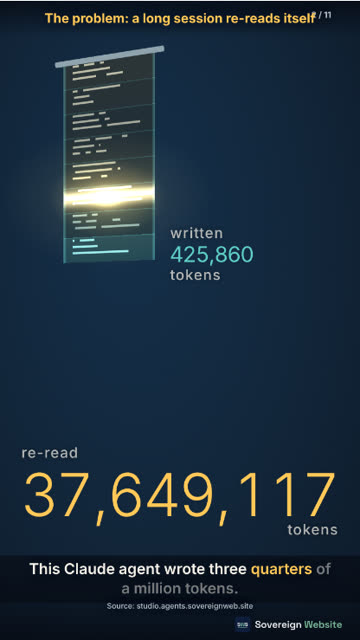 The problem: a long session re-reads itself
/ 11
written
425,860
tokens
re-read
37,649,117
tokens
This Claude agent wrote three quarters of
a million tokens.
Source: studio.agents.sovereignweb.site
Sovereign Website